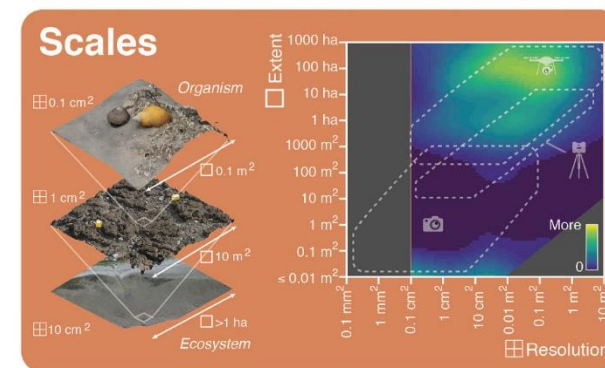 Scales
Organism
0.1 cm²
0.1 m²
1 cm²
10 m²
10 cm²
>1 ha
Ecosystem
Extent
1000 ha
100 ha
10 ha
1 ha
1000 m²
100 m²
10 m²
1 m²
0.1 m²
≤ 0.01 m²
More
0
0.1 mm²
1 mm²
0.1 cm²
1 cm²
10 cm²
0.01 m²
0.1 m²
1 m²
10 m²
Resolution